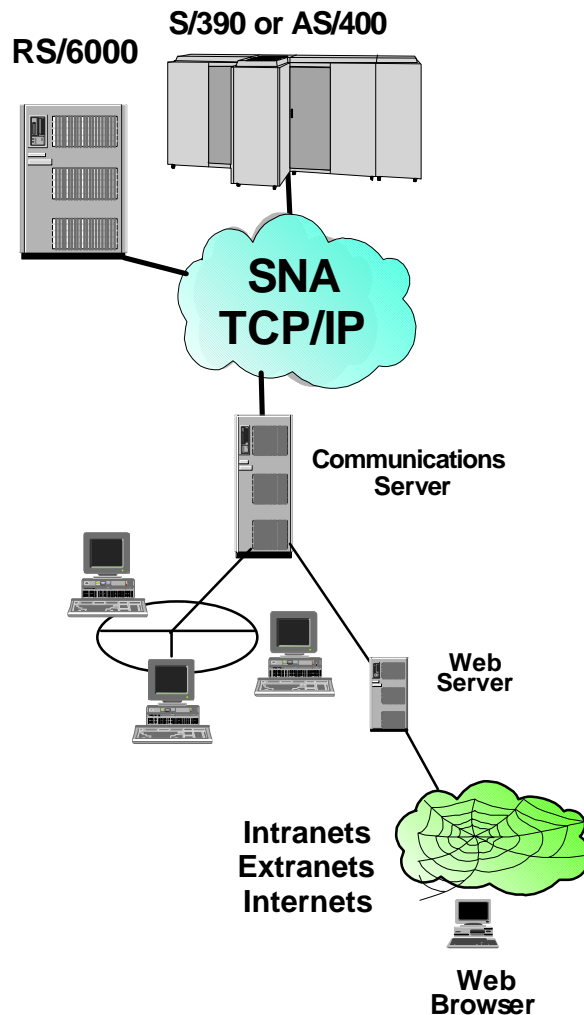 S/390 or AS/400
RS/6000
SNA
TCP/IP
Communications
Server
Web
Server
Intranets
Extranets
Internets
Web
Browser